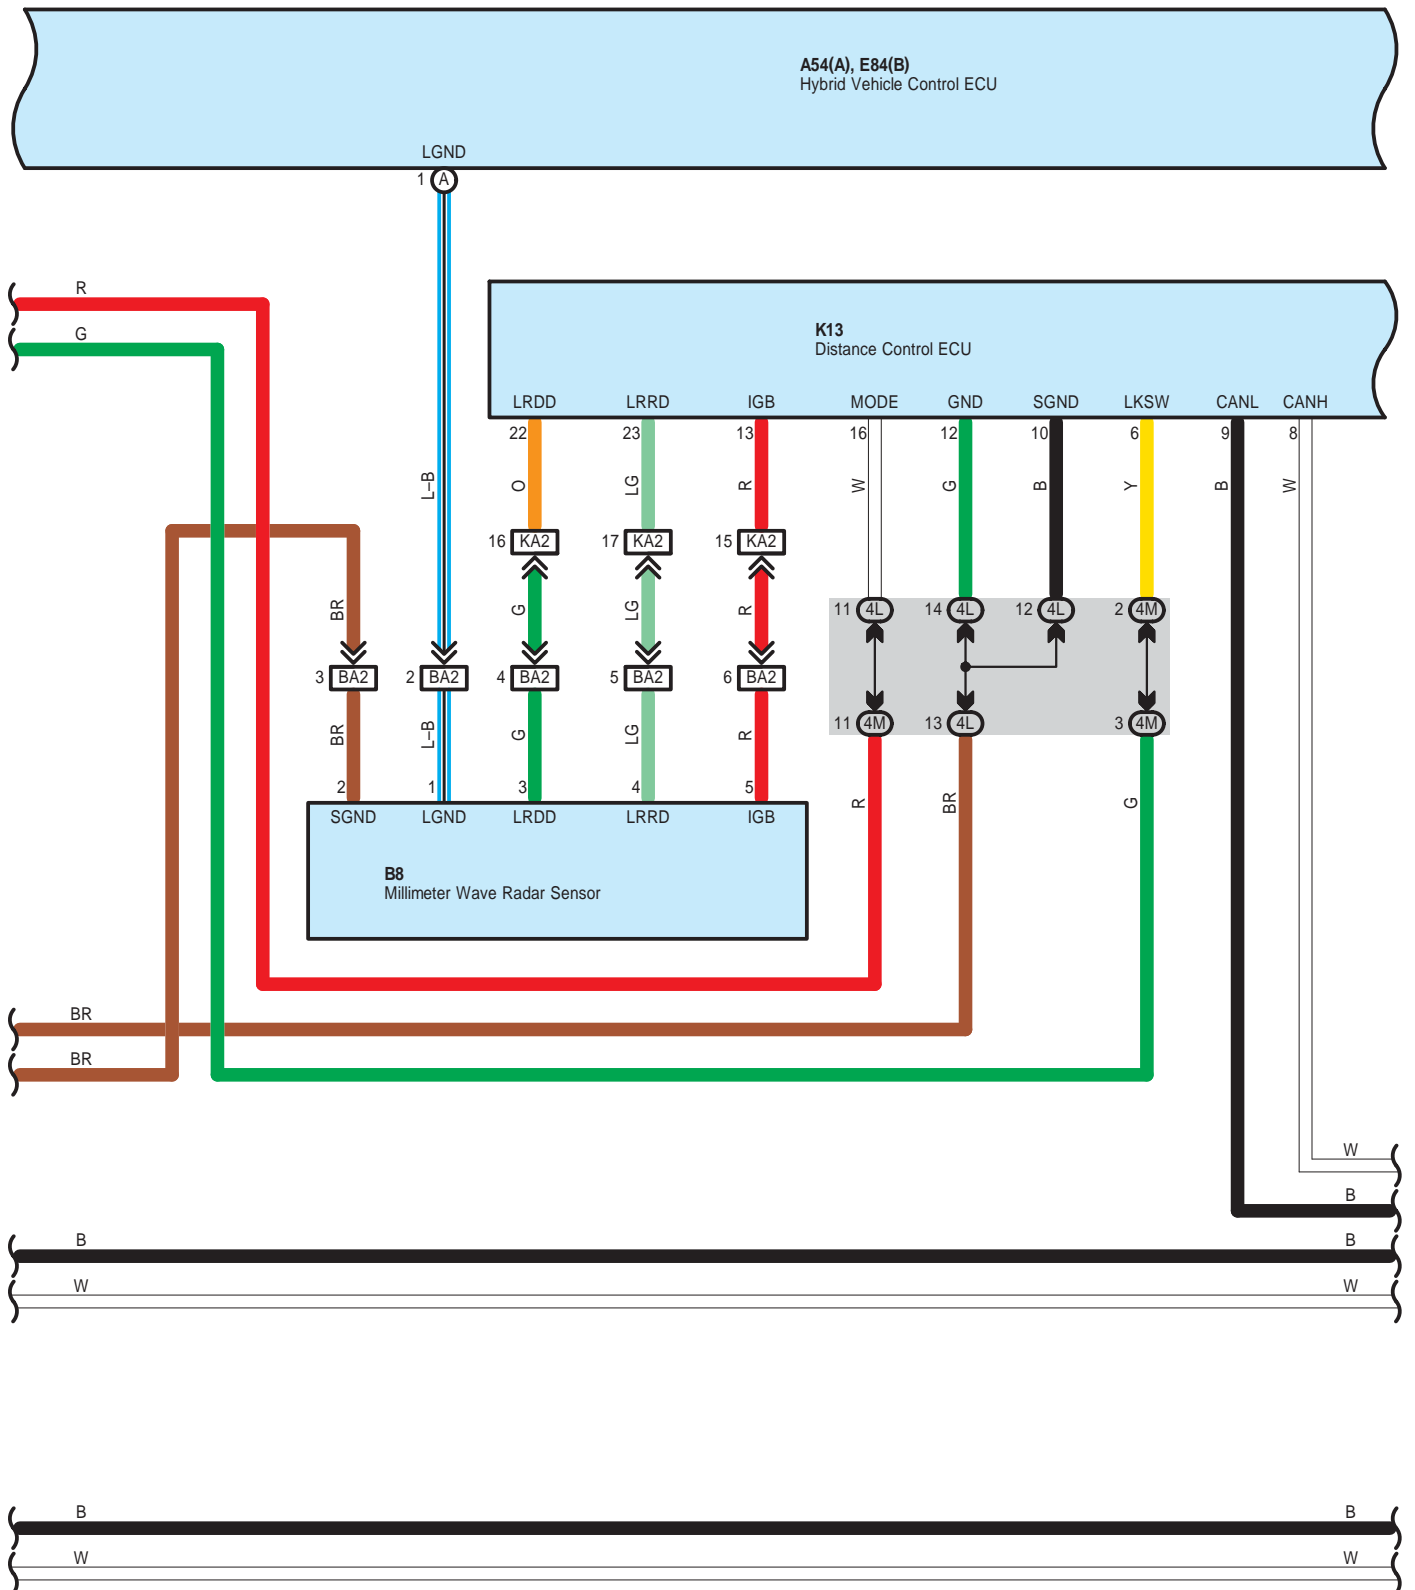 A54(A), E84(B)
Hybrid Vehicle Control ECU
LGND
1 A
R
G
K13
Distance Control ECU
LRDD LRRD IGB MODE GND SGND LKSW CANL CANH
22 23 13 16 12 10 6 9 8
L–B O LG R W G B Y B W
16 KA2 17 KA2 15 KA2
BR G LG R
11 4L 14 4L 12 4L 2 4M
3 BA2 2 BA2 4 BA2 5 BA2 6 BA2
11 4M 13 4L 3 4M
BR L–B G LG R
2 1 3 4 5
R BR G
SGND LGND LRDD LRRD IGB
B8
Millimeter Wave Radar Sensor
BR
BR
W
B
B B
W W
B B
W W